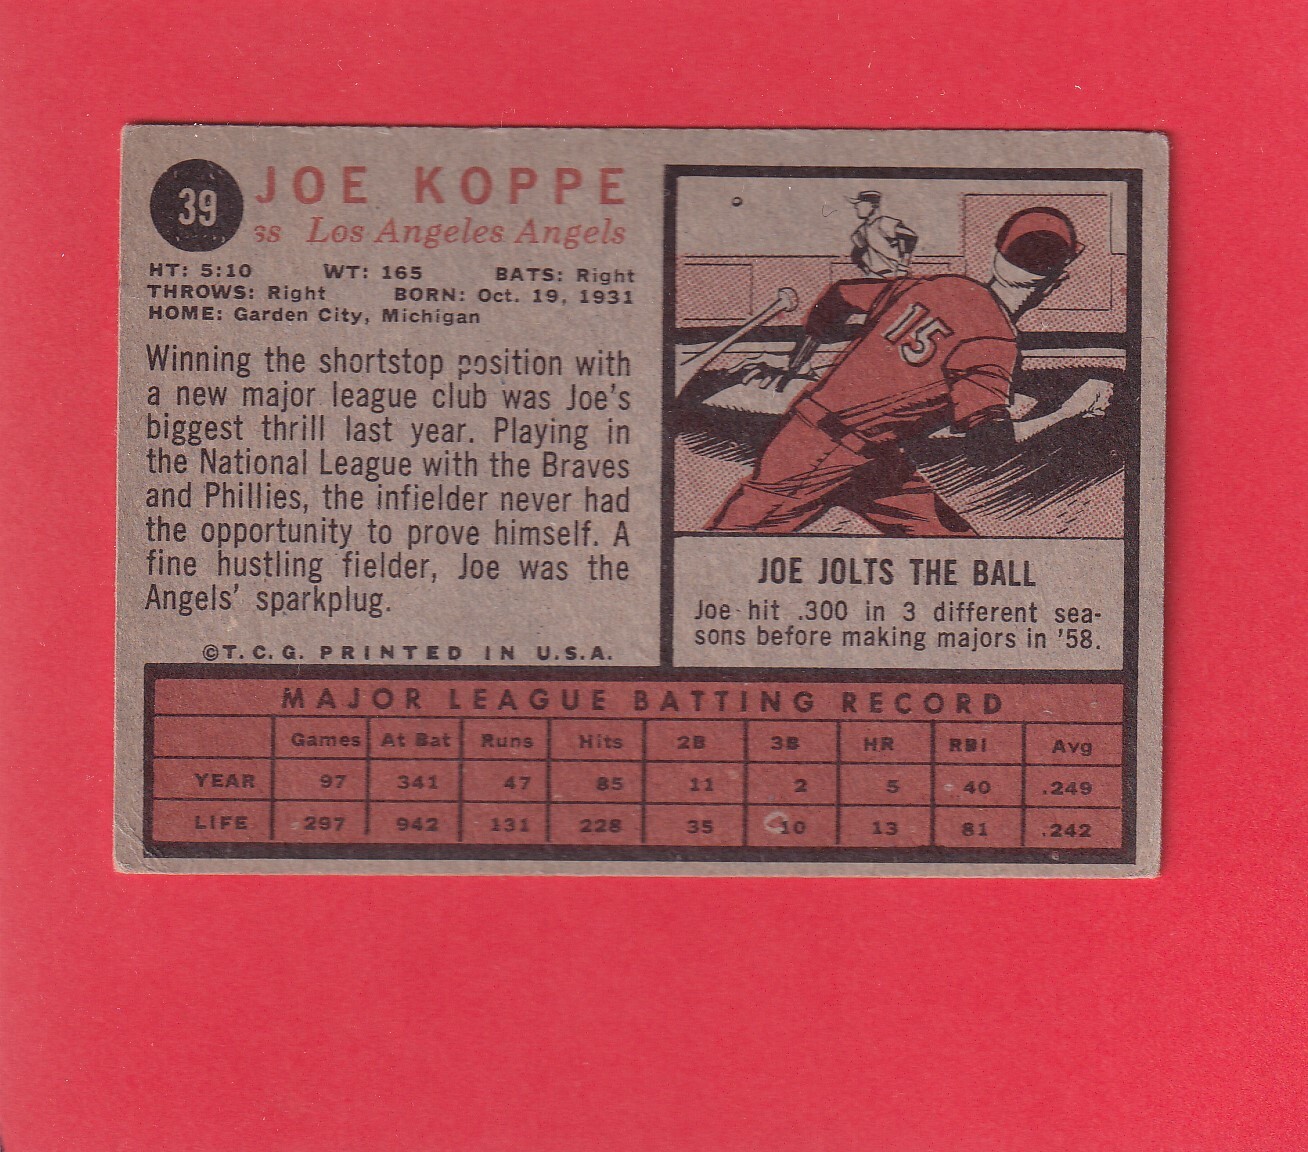 39
JOE KOPPE
ss Los Angeles Angels
HT: 5:10 WT: 165 BATS: Right
THROWS: Right BORN: Oct. 19, 1931
HOME: Garden City, Michigan
Winning the shortstop position with
a new major league club was Joe's
biggest thrill last year. Playing in
the National League with the Braves
and Phillies, the infielder never had
the opportunity to prove himself. A
fine hustling fielder, Joe was the
Angels' sparkplug.
©T.C.G. PRINTED IN U.S.A.
15
JOE JOLTS THE BALL
Joe hit .300 in 3 different sea-
sons before making majors in '58.
MAJOR LEAGUE BATTING RECORD
Games At Bat Runs Hits 2B 3B HR RBI Avg
YEAR 97 341 47 85 11 2 5 40 .249
LIFE 297 942 131 228 35 10 13 81 .242